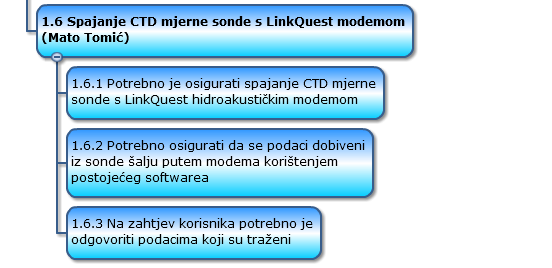 1.6 Spajanje CTD mjerne sonde s LinkQuest modemom
(Mato Tomić)
1.6.1 Potrebno je osigurati spajanje CTD mjerne
sonde s LinkQuest hidroakustičkim modemom
1.6.2 Potrebno osigurati da se podaci dobiveni
iz sonde šalju putem modema korištenjem
postojećeg softwarea
1.6.3 Na zahtjev korisnika potrebno je
odgovoriti podacima koji su traženi